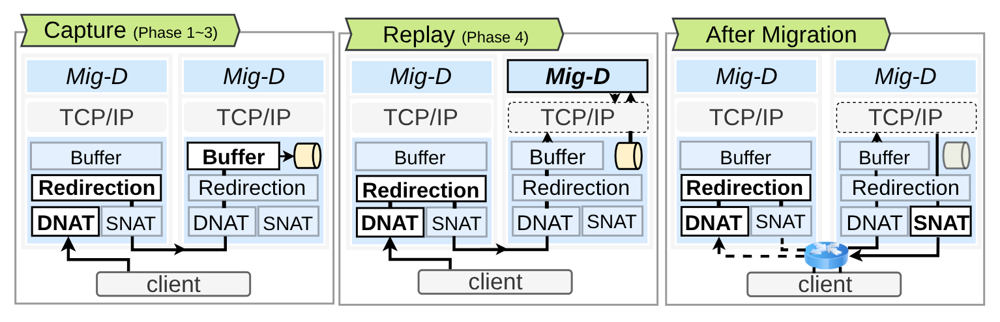 Capture (Phase 1~3)
Mig-D
Mig-D
TCP/IP
TCP/IP
Buffer
Buffer
Redirection
Redirection
DNAT
SNAT
DNAT
SNAT
client
Replay (Phase 4)
Mig-D
Mig-D
TCP/IP
TCP/IP
Buffer
Buffer
Redirection
Redirection
DNAT
SNAT
DNAT
SNAT
client
After Migration
Mig-D
Mig-D
TCP/IP
TCP/IP
Buffer
Buffer
Redirection
Redirection
DNAT
SNAT
DNAT
SNAT
client